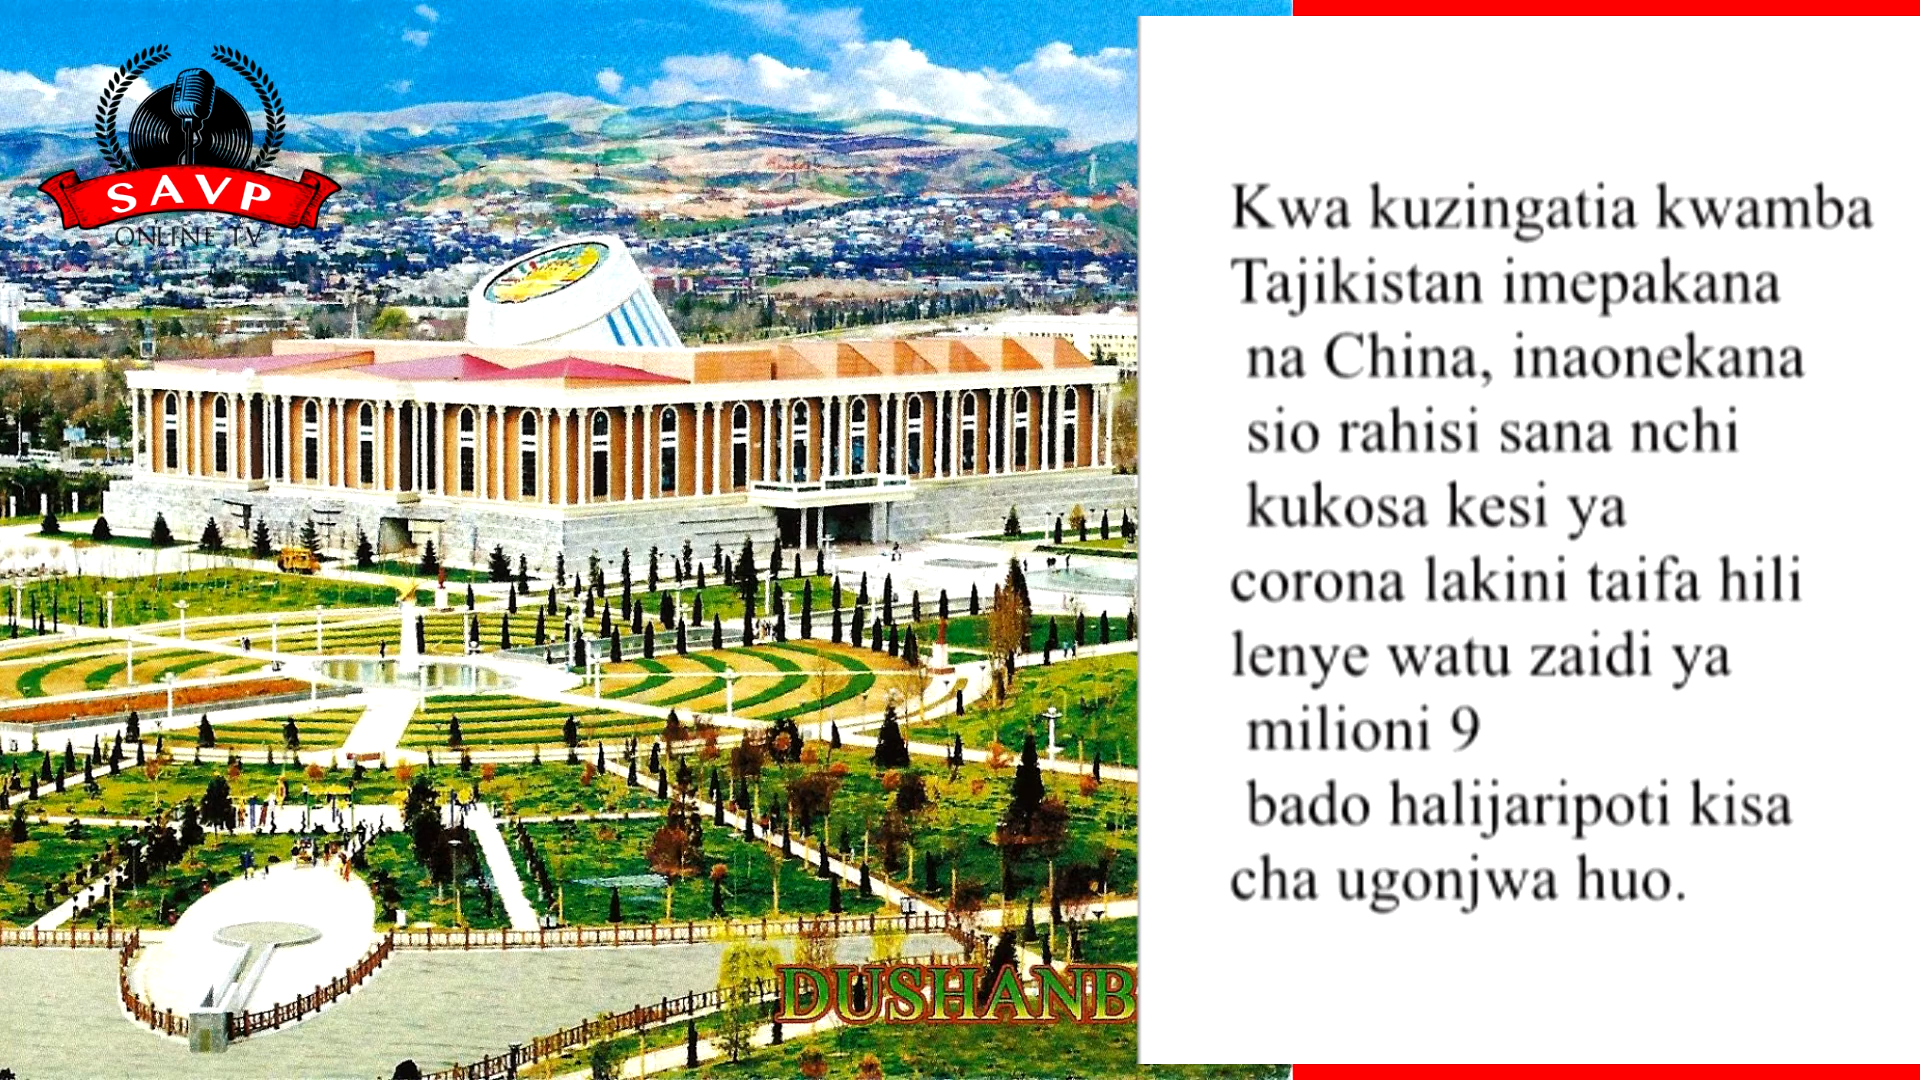 SAVP
ONLINE TV
Kwa kuzingatia kwamba
Tajikistan imepakana
na China, inaonekana
sio rahisi sana nchi
kukosa kesi ya
corona lakini taifa hili
lenye watu zaidi ya
milioni 9
bado halijaripoti kisa
cha ugonjwa huo.
DUSHANB